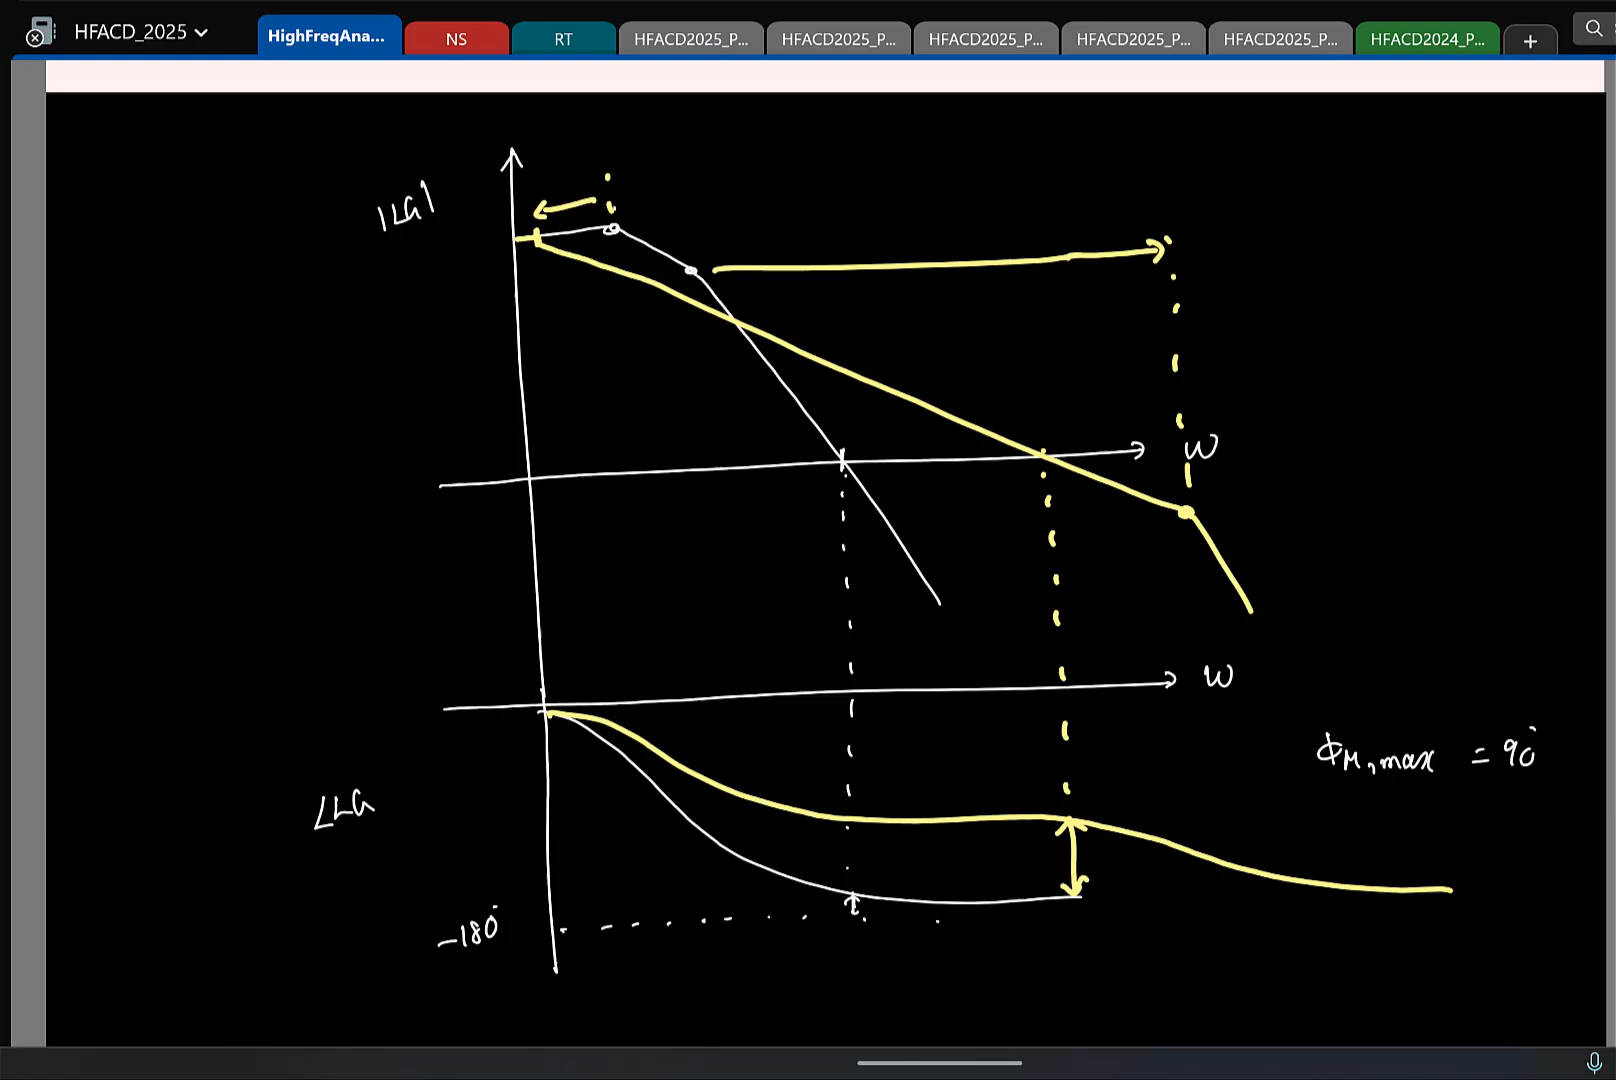 HFACD_2025
HighFreqAna...
NS
RT
HFACD2025_P...
HFACD2025_P...
HFACD2025_P...
HFACD2025_P...
HFACD2025_P...
HFACD2024_P...
+
|LG|
ω
ω
∠LG
-180°
ΦM,max = 90°